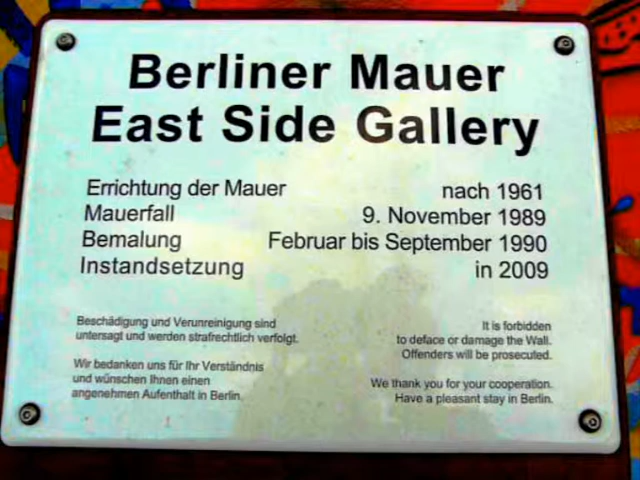 Berliner Mauer
East Side Gallery
Errichtung der Mauer nach 1961
Mauerfall 9. November 1989
Bemalung Februar bis September 1990
Instandsetzung in 2009
Beschädigung und Verunreinigung sind
untersagt und werden strafrechtlich verfolgt.
Wir bedanken uns für Ihr Verständnis
und wünschen Ihnen einen
angenehmen Aufenthalt in Berlin.
It is forbidden
to deface or damage the Wall.
Offenders will be prosecuted.
We thank you for your cooperation.
Have a pleasant stay in Berlin.